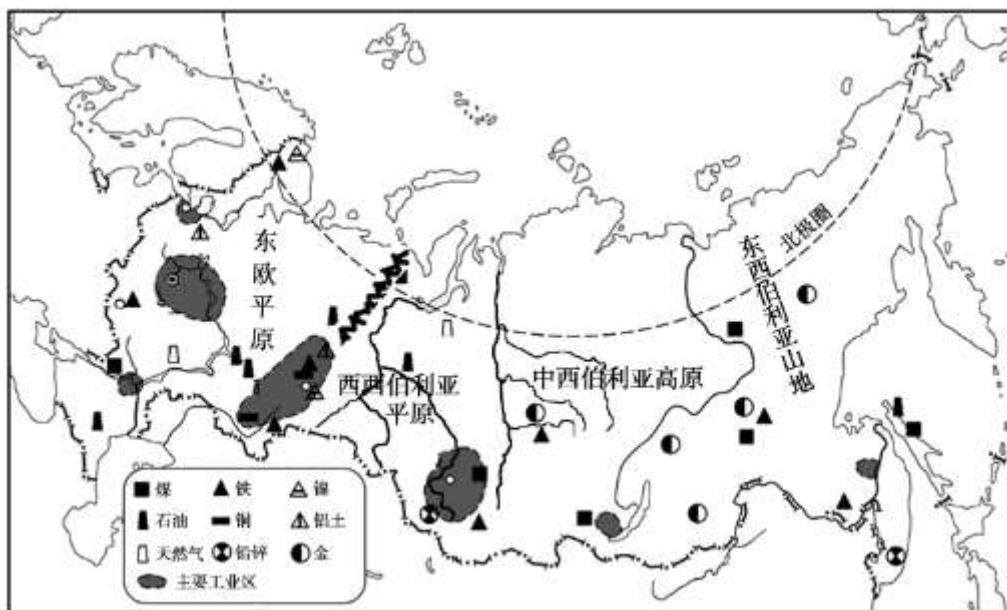 北极圈
东欧平原
西西伯利亚
平原
中西伯利亚高原
东西伯利亚山地
煤 铁 镍
石油 铜 铝土
天然气 铅锌 金
主要工业区